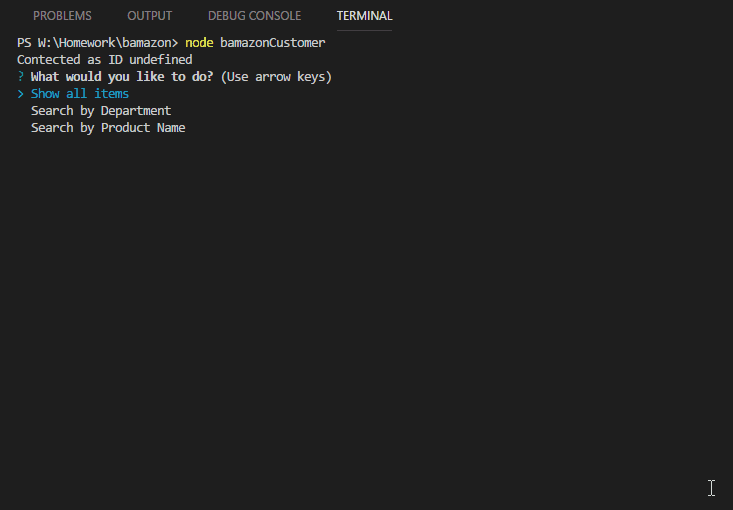 PROBLEMS OUTPUT DEBUG CONSOLE TERMINAL
PS W:\Homework\bamazon> node bamazonCustomer
Contected as ID undefined
? What would you like to do? (Use arrow keys)
> Show all items
Search by Department
Search by Product Name